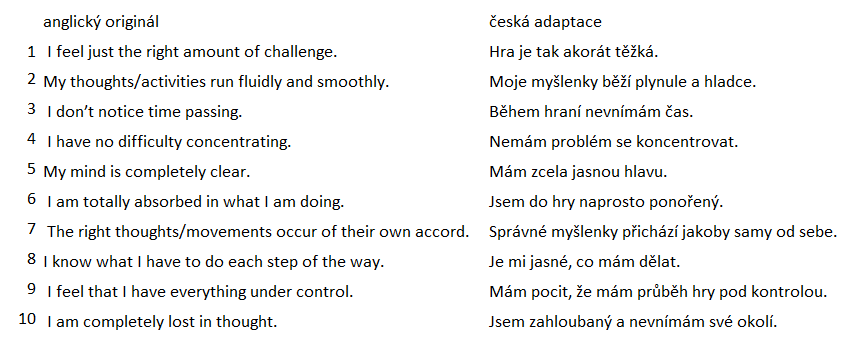 anglický originál česká adaptace
1 I feel just the right amount of challenge. Hra je tak akorát těžká.
2 My thoughts/activities run fluidly and smoothly. Moje myšlenky běží plynule a hladce.
3 I don’t notice time passing. Během hraní nevnímám čas.
4 I have no difficulty concentrating. Nemám problém se koncentrovat.
5 My mind is completely clear. Mám zcela jasnou hlavu.
6 I am totally absorbed in what I am doing. Jsem do hry naprosto ponořený.
7 The right thoughts/movements occur of their own accord. Správné myšlenky přichází jakoby samy od sebe.
8 I know what I have to do each step of the way. Je mi jasné, co mám dělat.
9 I feel that I have everything under control. Mám pocit, že mám průběh hry pod kontrolou.
10 I am completely lost in thought. Jsem zahloubaný a nevnímám své okolí.